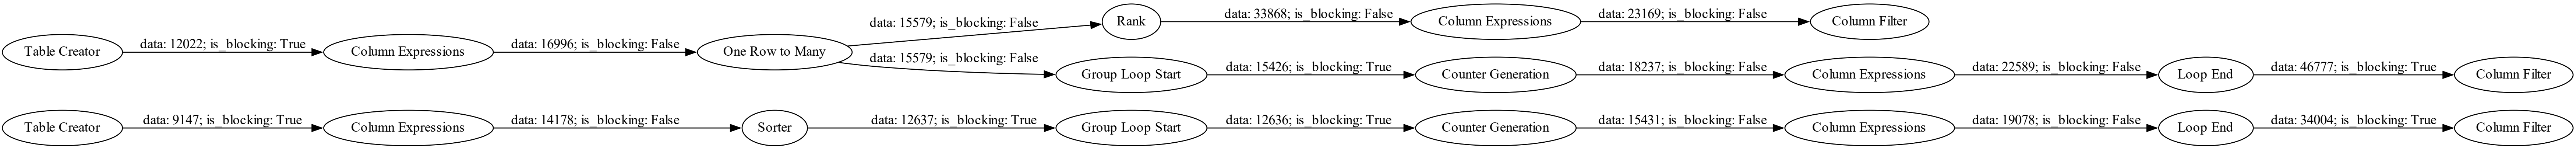 data: 15579; is_blocking: False
Rank
data: 33868; is_blocking: False
Column Expressions
data: 23169; is_blocking: False
Column Filter
Table Creator
data: 12022; is_blocking: True
Column Expressions
data: 16996; is_blocking: False
One Row to Many
data: 15579; is_blocking: False
Group Loop Start
data: 15426; is_blocking: True
Counter Generation
data: 18237; is_blocking: False
Column Expressions
data: 22589; is_blocking: False
Loop End
data: 46777; is_blocking: True
Column Filter
Table Creator
data: 9147; is_blocking: True
Column Expressions
data: 14178; is_blocking: False
Sorter
data: 12637; is_blocking: True
Group Loop Start
data: 12636; is_blocking: True
Counter Generation
data: 15431; is_blocking: False
Column Expressions
data: 19078; is_blocking: False
Loop End
data: 34004; is_blocking: True
Column Filter